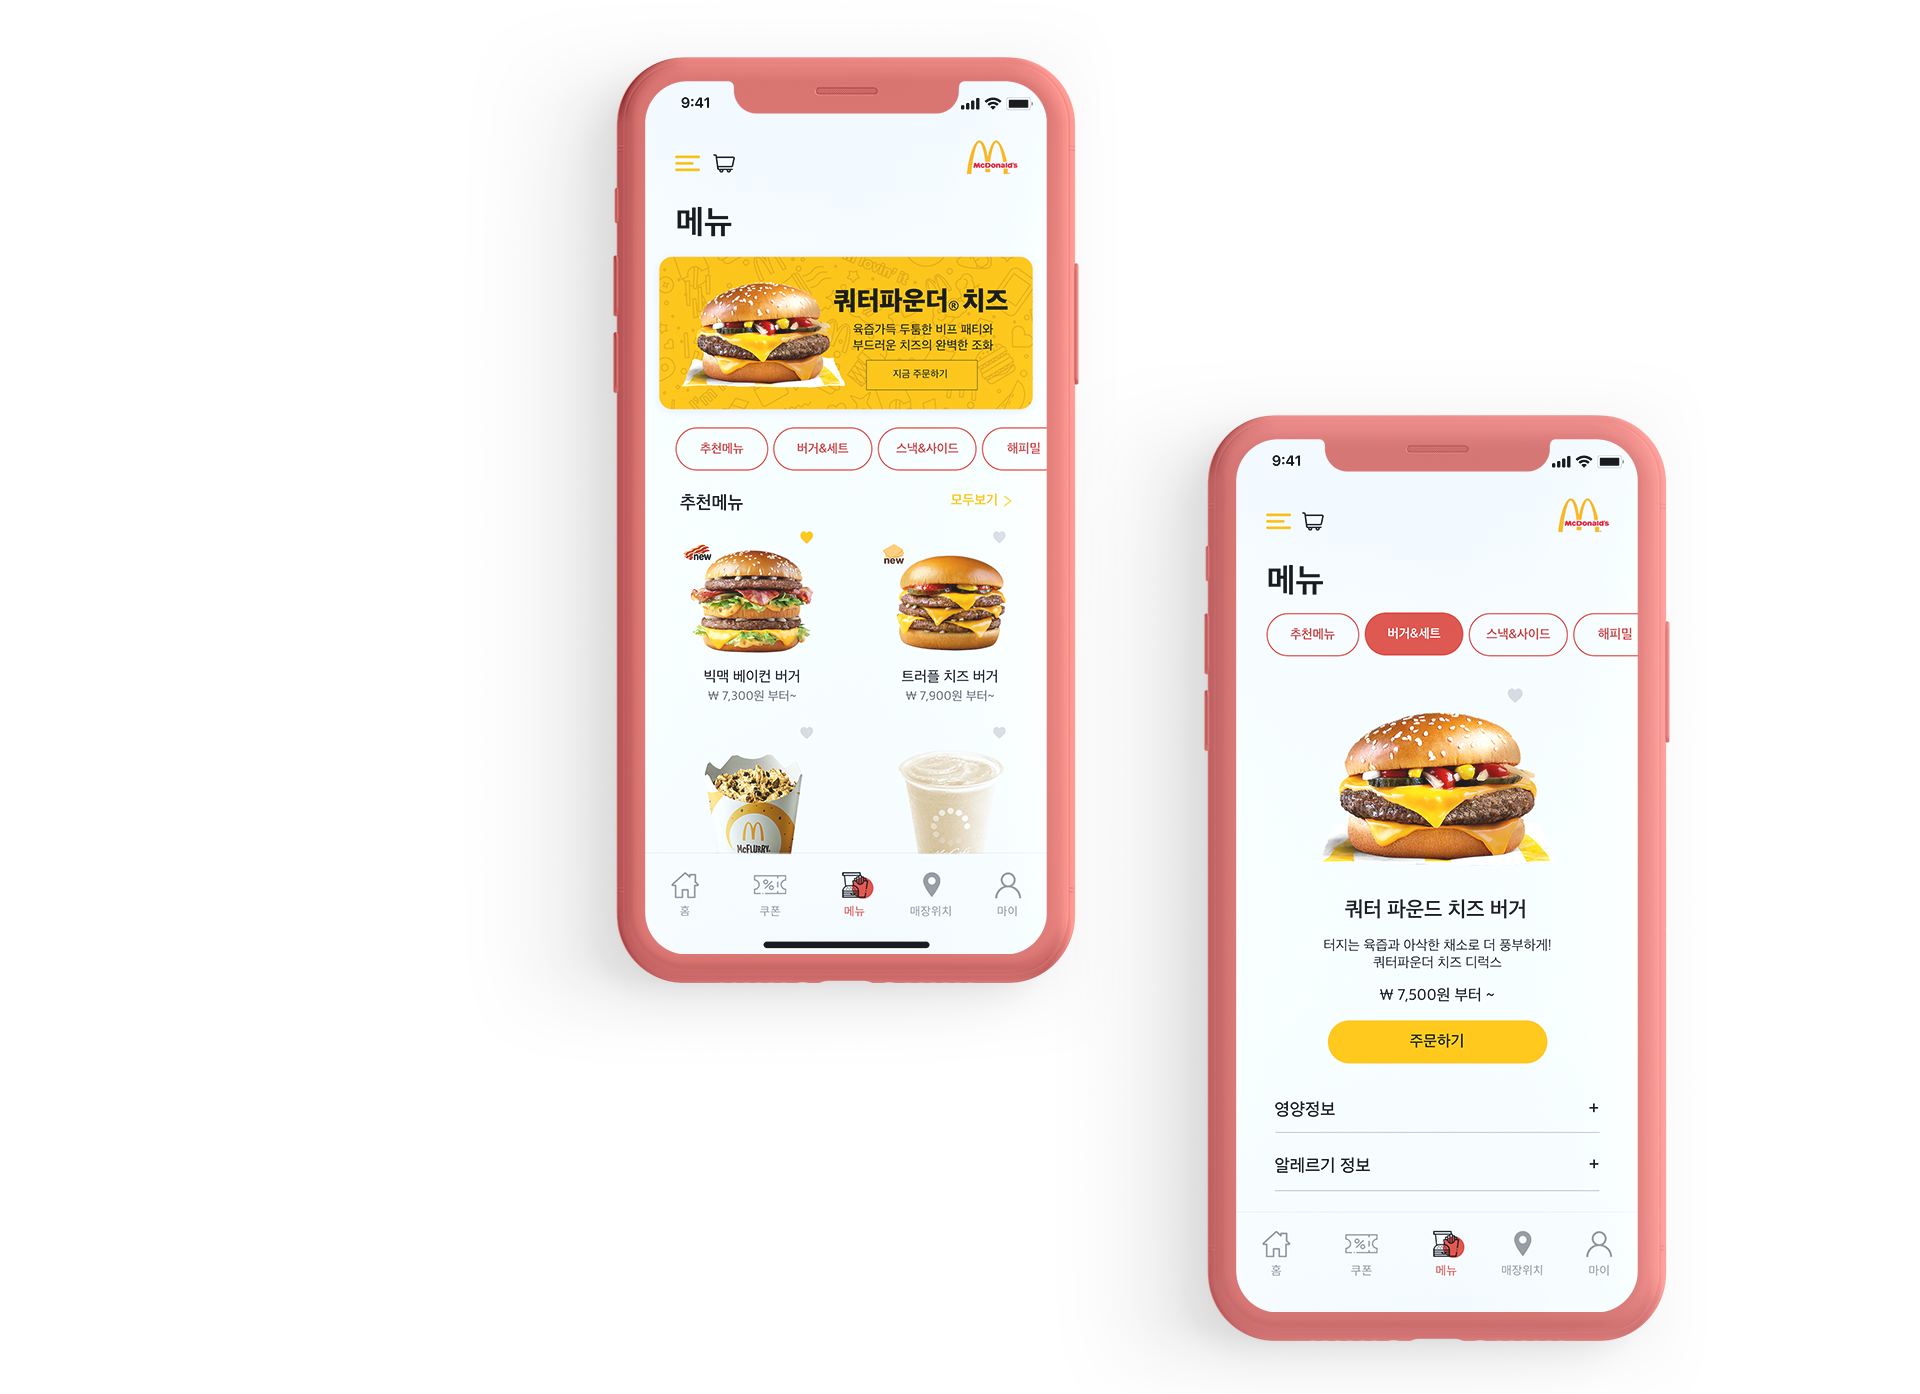 9:41
McDonald's
메뉴
쿼터파운더® 치즈
육즙가득 두툼한 비프 패티와
부드러운 치즈의 완벽한 조화
지금 주문하기
추천메뉴
버거&세트
스낵&사이드
해피밀
추천메뉴
모두보기 >
new
new
빅맥 베이컨 버거
₩ 7,300원 부터~
트러플 치즈 버거
₩ 7,900원 부터~
McFLURRY
홈
쿠폰
메뉴
매장위치
마이
9:41
McDonald's
메뉴
추천메뉴
버거&세트
스낵&사이드
해피밀
쿼터 파운드 치즈 버거
터지는 육즙과 아삭한 채소로 더 풍부하게!
쿼터파운더 치즈 디럭스
₩ 7,500원 부터 ~
주문하기
영양정보 +
알레르기 정보 +
홈
쿠폰
메뉴
매장위치
마이